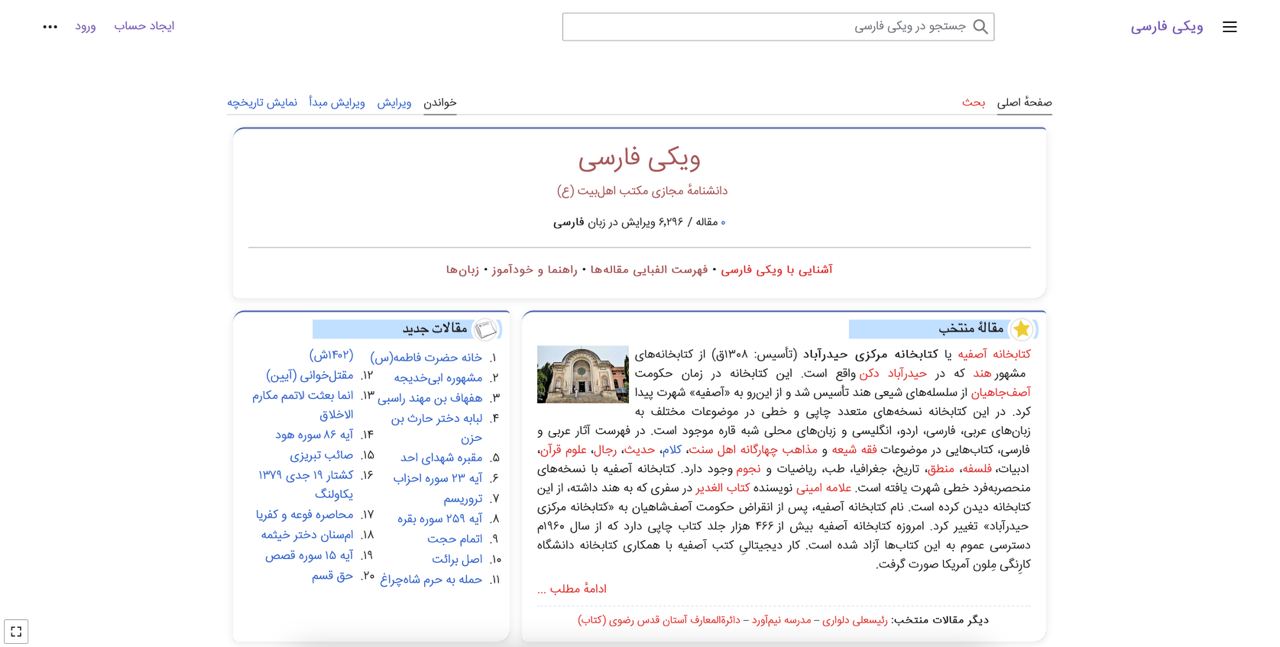 ویکی فارسی
جستجو در ویکی فارسی
ایجاد حساب
ورود
صفحهٔ اصلی
بحث
خواندن
ویرایش
ویرایش مبدأ
نمایش تاریخچه
ویکی فارسی
دانشنامهٔ مجازی مکتب اهل‌بیت (ع)
۰ مقاله / ۶٬۲۹۶ ویرایش در زبان فارسی
آشنایی با ویکی فارسی • فهرست الفبایی مقاله‌ها • راهنما و خودآموز • زبان‌ها
مقالهٔ منتخب
کتابخانه آصفیه یا کتابخانه مرکزی حیدرآباد (تأسیس: ۱۳۰۸ق) از کتابخانه‌های
مشهور هند که در حیدرآباد دکن واقع است. این کتابخانه در زمان حکومت
آصف‌جاهیان از سلسله‌های شیعی هند تأسیس شد و از این‌رو به «آصفیه» شهرت پیدا
کرد. در این کتابخانه نسخه‌های متعدد چاپی و خطی در موضوعات مختلف به
زبان‌های عربی، فارسی، اردو، انگلیسی و زبان‌های محلی شبه قاره موجود است. در فهرست آثار عربی و
فارسی، کتاب‌هایی در موضوعات فقه شیعه و مذاهب چهارگانه اهل سنت، کلام، حدیث، رجال، علوم قرآن،
ادبیات، فلسفه، منطق، تاریخ، جغرافیا، طب، ریاضیات و نجوم وجود دارد. کتابخانه آصفیه با نسخه‌های
منحصربه‌فرد خطی شهرت یافته است. علامه امینی نویسنده کتاب الغدیر در سفری که به هند داشته، از این
کتابخانه دیدن کرده است. نام کتابخانه آصفیه، پس از انقراض حکومت آصف‌شاهیان به «کتابخانه مرکزی
حیدرآباد» تغییر کرد. امروزه کتابخانه آصفیه بیش از ۴۶۶ هزار جلد کتاب چاپی دارد که از سال ۱۹۶۰م
دسترسی عموم به این کتاب‌ها آزاد شده است. کار دیجیتالیِ کتب آصفیه با همکاری کتابخانه دانشگاه
کارِنگی مِلون آمریکا صورت گرفت.
ادامهٔ مطلب ...
دیگر مقالات منتخب: رئیسعلی دلواری – مدرسه نیم‌آورد – دائرةالمعارف آستان قدس رضوی (کتاب)
مقالات جدید
۱. خانه حضرت فاطمه(س)
۲. مشهوره ابی‌خدیجه
۳. هفهاف بن مهند راسبی
۴. لبابه دختر حارث بن
حزن
۵. مقبره شهدای احد
۶. آیه ۲۳ سوره احزاب
۷. تروریسم
۸. آیه ۲۵۹ سوره بقره
۹. اتمام حجت
۱۰. اصل برائت
۱۱. حمله به حرم شاه‌چراغ
(۱۴۰۲ش)
۱۲. مقتل‌خوانی (آیین)
۱۳. انما بعثت لاتمم مکارم
الاخلاق
۱۴. آیه ۸۶ سوره هود
۱۵. صائب تبریزی
۱۶. کشتار ۱۹ جدی ۱۳۷۹
یکاولنگ
۱۷. محاصره فوعه و کفریا
۱۸. ام‌سنان دختر خیثمه
۱۹. آیه ۱۵ سوره قصص
۲۰. حق قسم